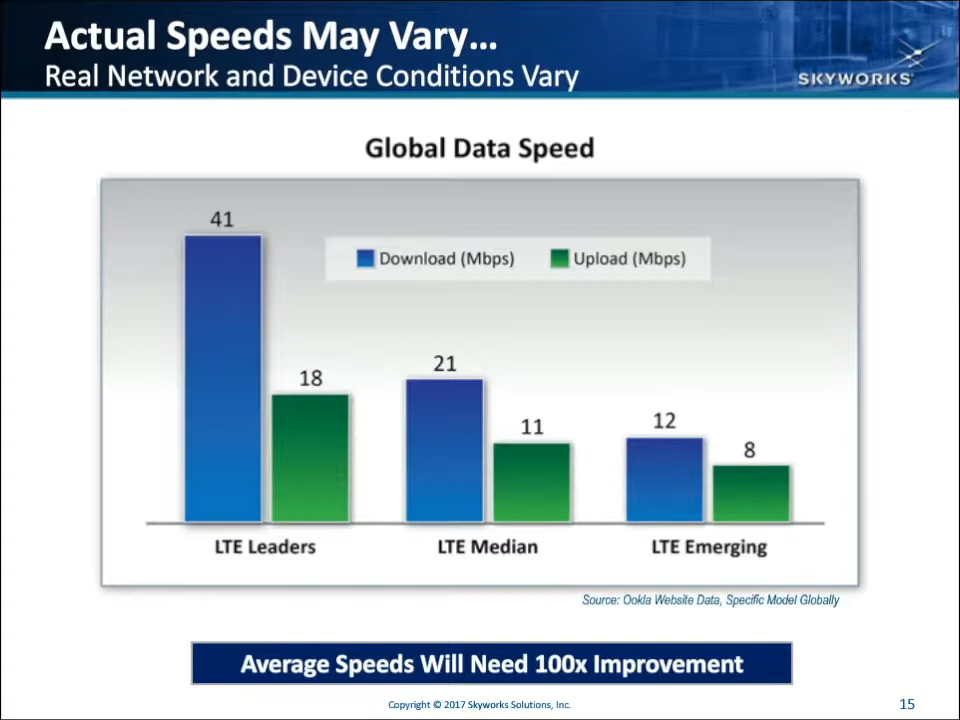 Actual Speeds May Vary...
Real Network and Device Conditions Vary
SKYWORKS
Global Data Speed
41
Download (Mbps) Upload (Mbps)
18
21
11
12
8
LTE Leaders LTE Median LTE Emerging
Source: Ookla Website Data, Specific Model Globally
Average Speeds Will Need 100x Improvement
Copyright © 2017 Skyworks Solutions, Inc.
15